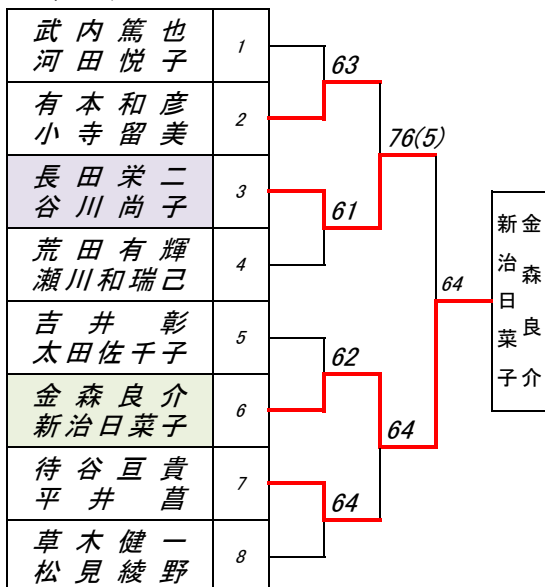 武内篤也
河田悦子
1
有本和彦
小寺留美
2
長田栄二
谷川尚子
3
荒田有輝
瀬川和瑞己
4
吉井彰
太田佐千子
5
金森良介
新治日菜子
6
待谷亘貴
平井菖
7
草木健一
松見綾野
8
63
61
62
64
76(5)
64
64
金森良介
新治日菜子